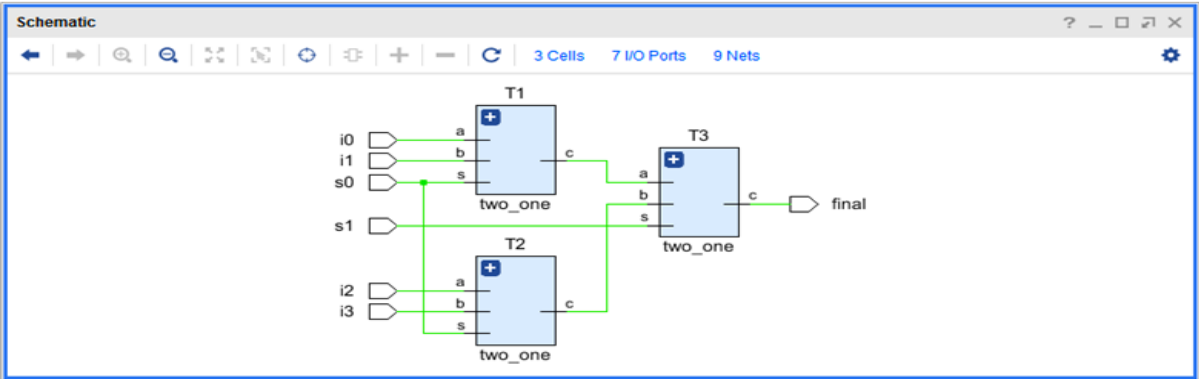 Schematic
3 Cells 7 I/O Ports 9 Nets
T1
i0 a
i1 b c
s0 s
two_one
T3
a
b c final
s1 s
two_one
T2
i2 a
i3 b c
s
two_one